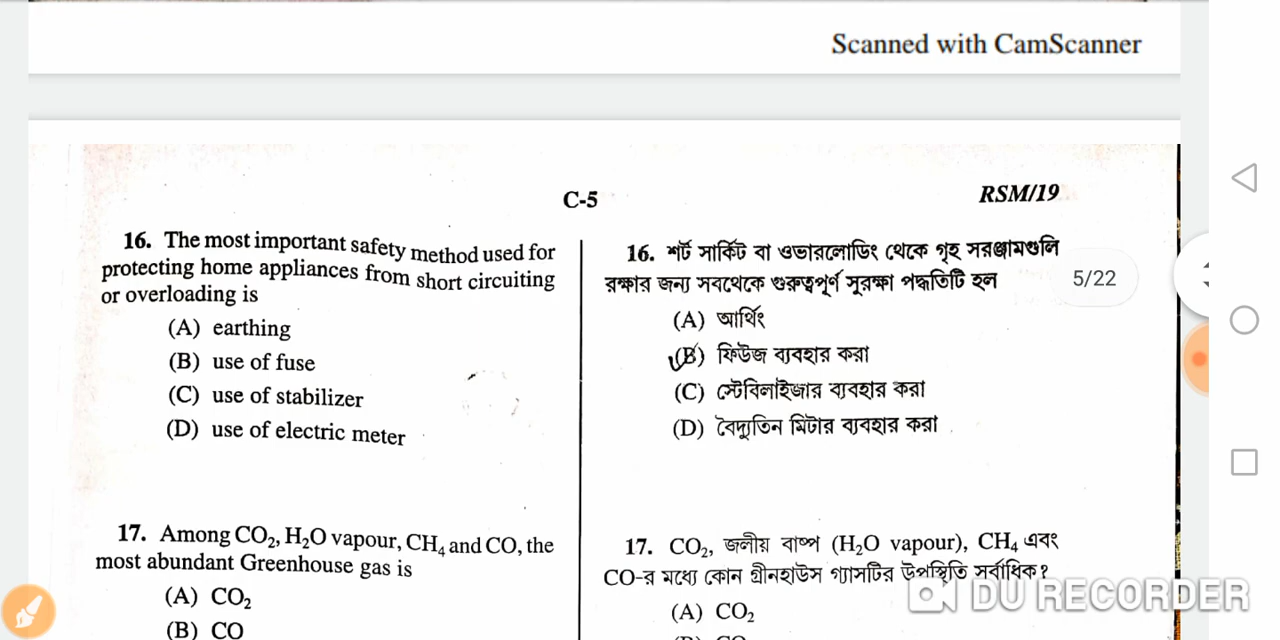 Scanned with CamScanner
C-5
RSM/19
16. The most important safety method used for
protecting home appliances from short circuiting
or overloading is
(A) earthing
(B) use of fuse
(C) use of stabilizer
(D) use of electric meter
17. Among CO₂, H₂O vapour, CH₄ and CO, the
most abundant Greenhouse gas is
(A) CO₂
(B) CO
16. শর্ট সার্কিট বা ওভারলোডিং থেকে গৃহ সরঞ্জামগুলি
রক্ষার জন্য সবথেকে গুরুত্বপূর্ণ সুরক্ষা পদ্ধতিটি হল
(A) আর্থিং
(B) ফিউজ ব্যবহার করা
(C) স্টেবিলাইজার ব্যবহার করা
(D) বৈদ্যুতিন মিটার ব্যবহার করা
17. CO₂, জলীয় বাষ্প (H₂O vapour), CH₄ এবং
CO-র মধ্যে কোন গ্রীনহাউস গ্যাসটির উপস্থিতি সর্বাধিক?
(A) CO₂
5/22
DU RECORDER